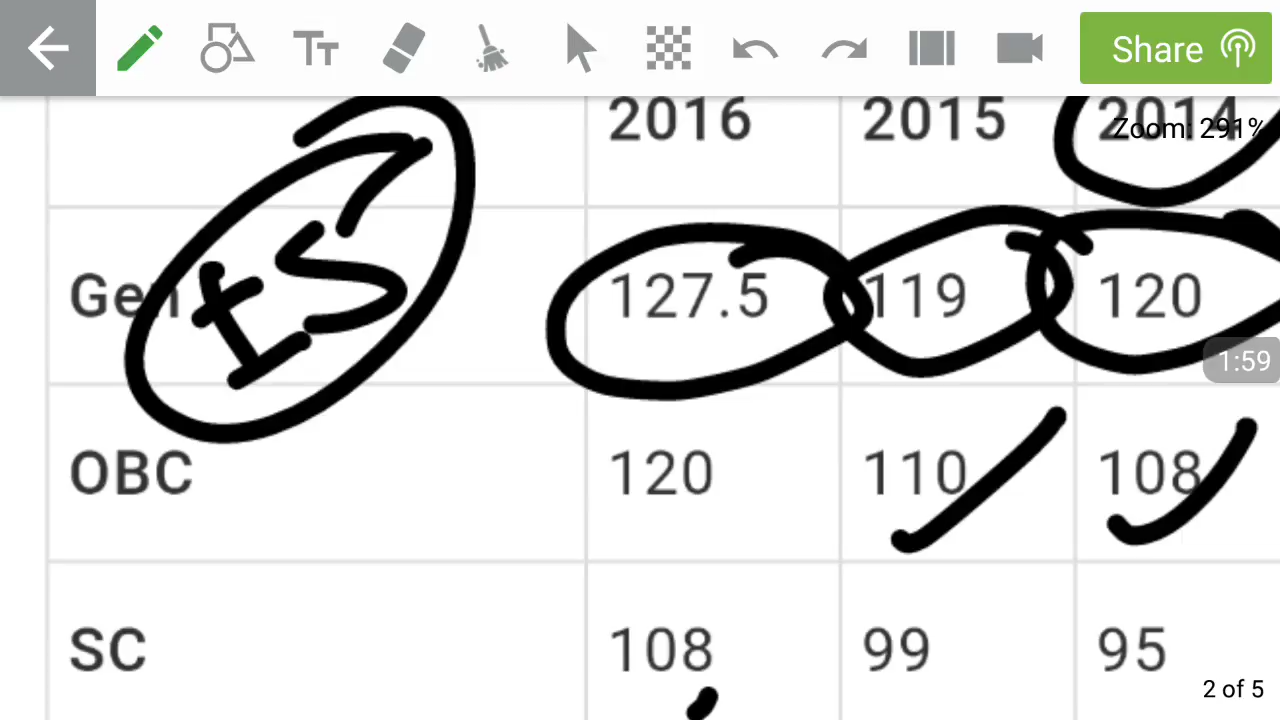 Share
2016 2015 2014
Zoom: 291%
Gen 127.5 119 120
1:59
OBC 120 110 108
SC 108 99 95
2 of 5